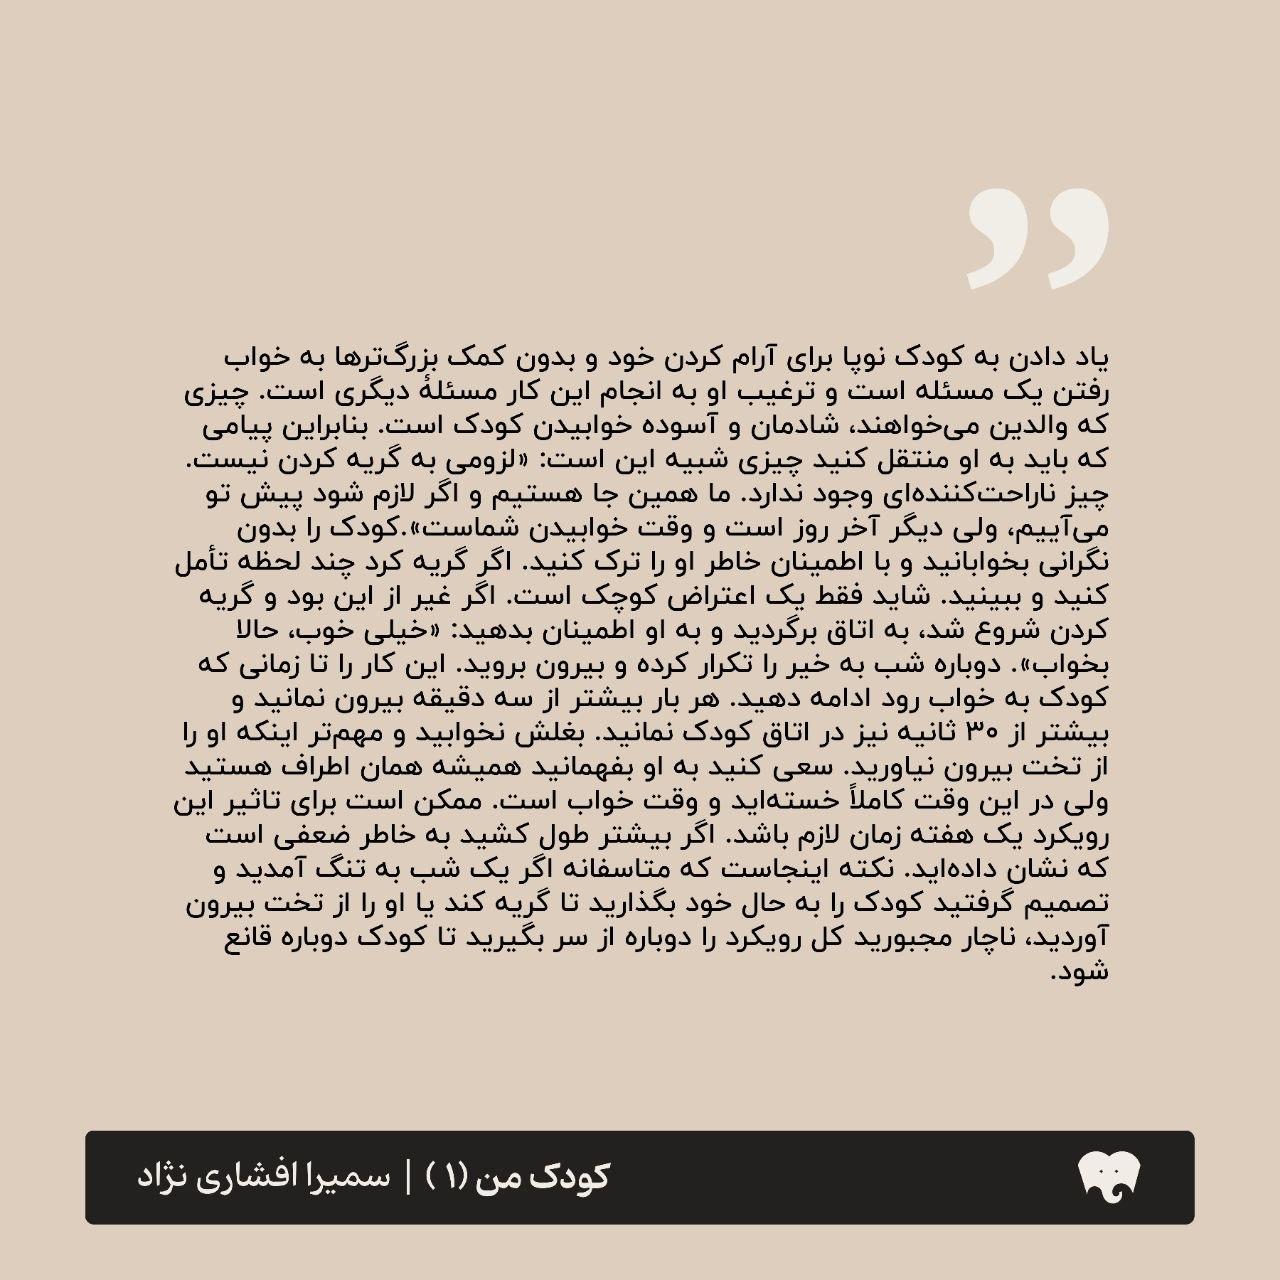 یاد دادن به کودک نوپا برای آرام کردن خود و بدون کمک بزرگ‌ترها به خواب
رفتن یک مسئله است و ترغیب او به انجام این کار مسئلهٔ دیگری است. چیزی
که والدین می‌خواهند، شادمان و آسوده خوابیدن کودک است. بنابراین پیامی
که باید به او منتقل کنید چیزی شبیه این است: «لزومی به گریه کردن نیست.
چیز ناراحت‌کننده‌ای وجود ندارد. ما همین جا هستیم و اگر لازم شود پیش تو
می‌آییم، ولی دیگر آخر روز است و وقت خوابیدن شماست».کودک را بدون
نگرانی بخوابانید و با اطمینان خاطر او را ترک کنید. اگر گریه کرد چند لحظه تأمل
کنید و ببینید. شاید فقط یک اعتراض کوچک است. اگر غیر از این بود و گریه
کردن شروع شد، به اتاق برگردید و به او اطمینان بدهید: «خیلی خوب، حالا
بخواب». دوباره شب به خیر را تکرار کرده و بیرون بروید. این کار را تا زمانی که
کودک به خواب رود ادامه دهید. هر بار بیشتر از سه دقیقه بیرون نمانید و
بیشتر از ۳۰ ثانیه نیز در اتاق کودک نمانید. بغلش نخوابید و مهم‌تر اینکه او را
از تخت بیرون نیاورید. سعی کنید به او بفهمانید همیشه همان اطراف هستید
ولی در این وقت کاملاً خسته‌اید و وقت خواب است. ممکن است برای تاثیر این
رویکرد یک هفته زمان لازم باشد. اگر بیشتر طول کشید به خاطر ضعفی است
که نشان داده‌اید. نکته اینجاست که متاسفانه اگر یک شب به تنگ آمدید و
تصمیم گرفتید کودک را به حال خود بگذارید تا گریه کند یا او را از تخت بیرون
آوردید، ناچار مجبورید کل رویکرد را دوباره از سر بگیرید تا کودک دوباره قانع
شود.
کودک من (۱) | سمیرا افشاری نژاد